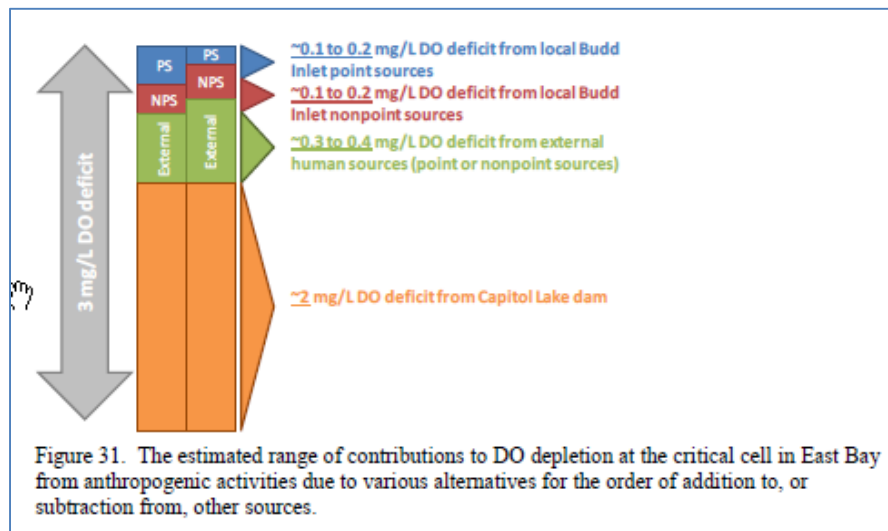 3 mg/L DO deficit
PS
NPS
External
PS
NPS
External
~0.1 to 0.2 mg/L DO deficit from local Budd
Inlet point sources
~0.1 to 0.2 mg/L DO deficit from local Budd
Inlet nonpoint sources
~0.3 to 0.4 mg/L DO deficit from external
human sources (point or nonpoint sources)
~2 mg/L DO deficit from Capitol Lake dam
Figure 31. The estimated range of contributions to DO depletion at the critical cell in East Bay
from anthropogenic activities due to various alternatives for the order of addition to, or
subtraction from, other sources.